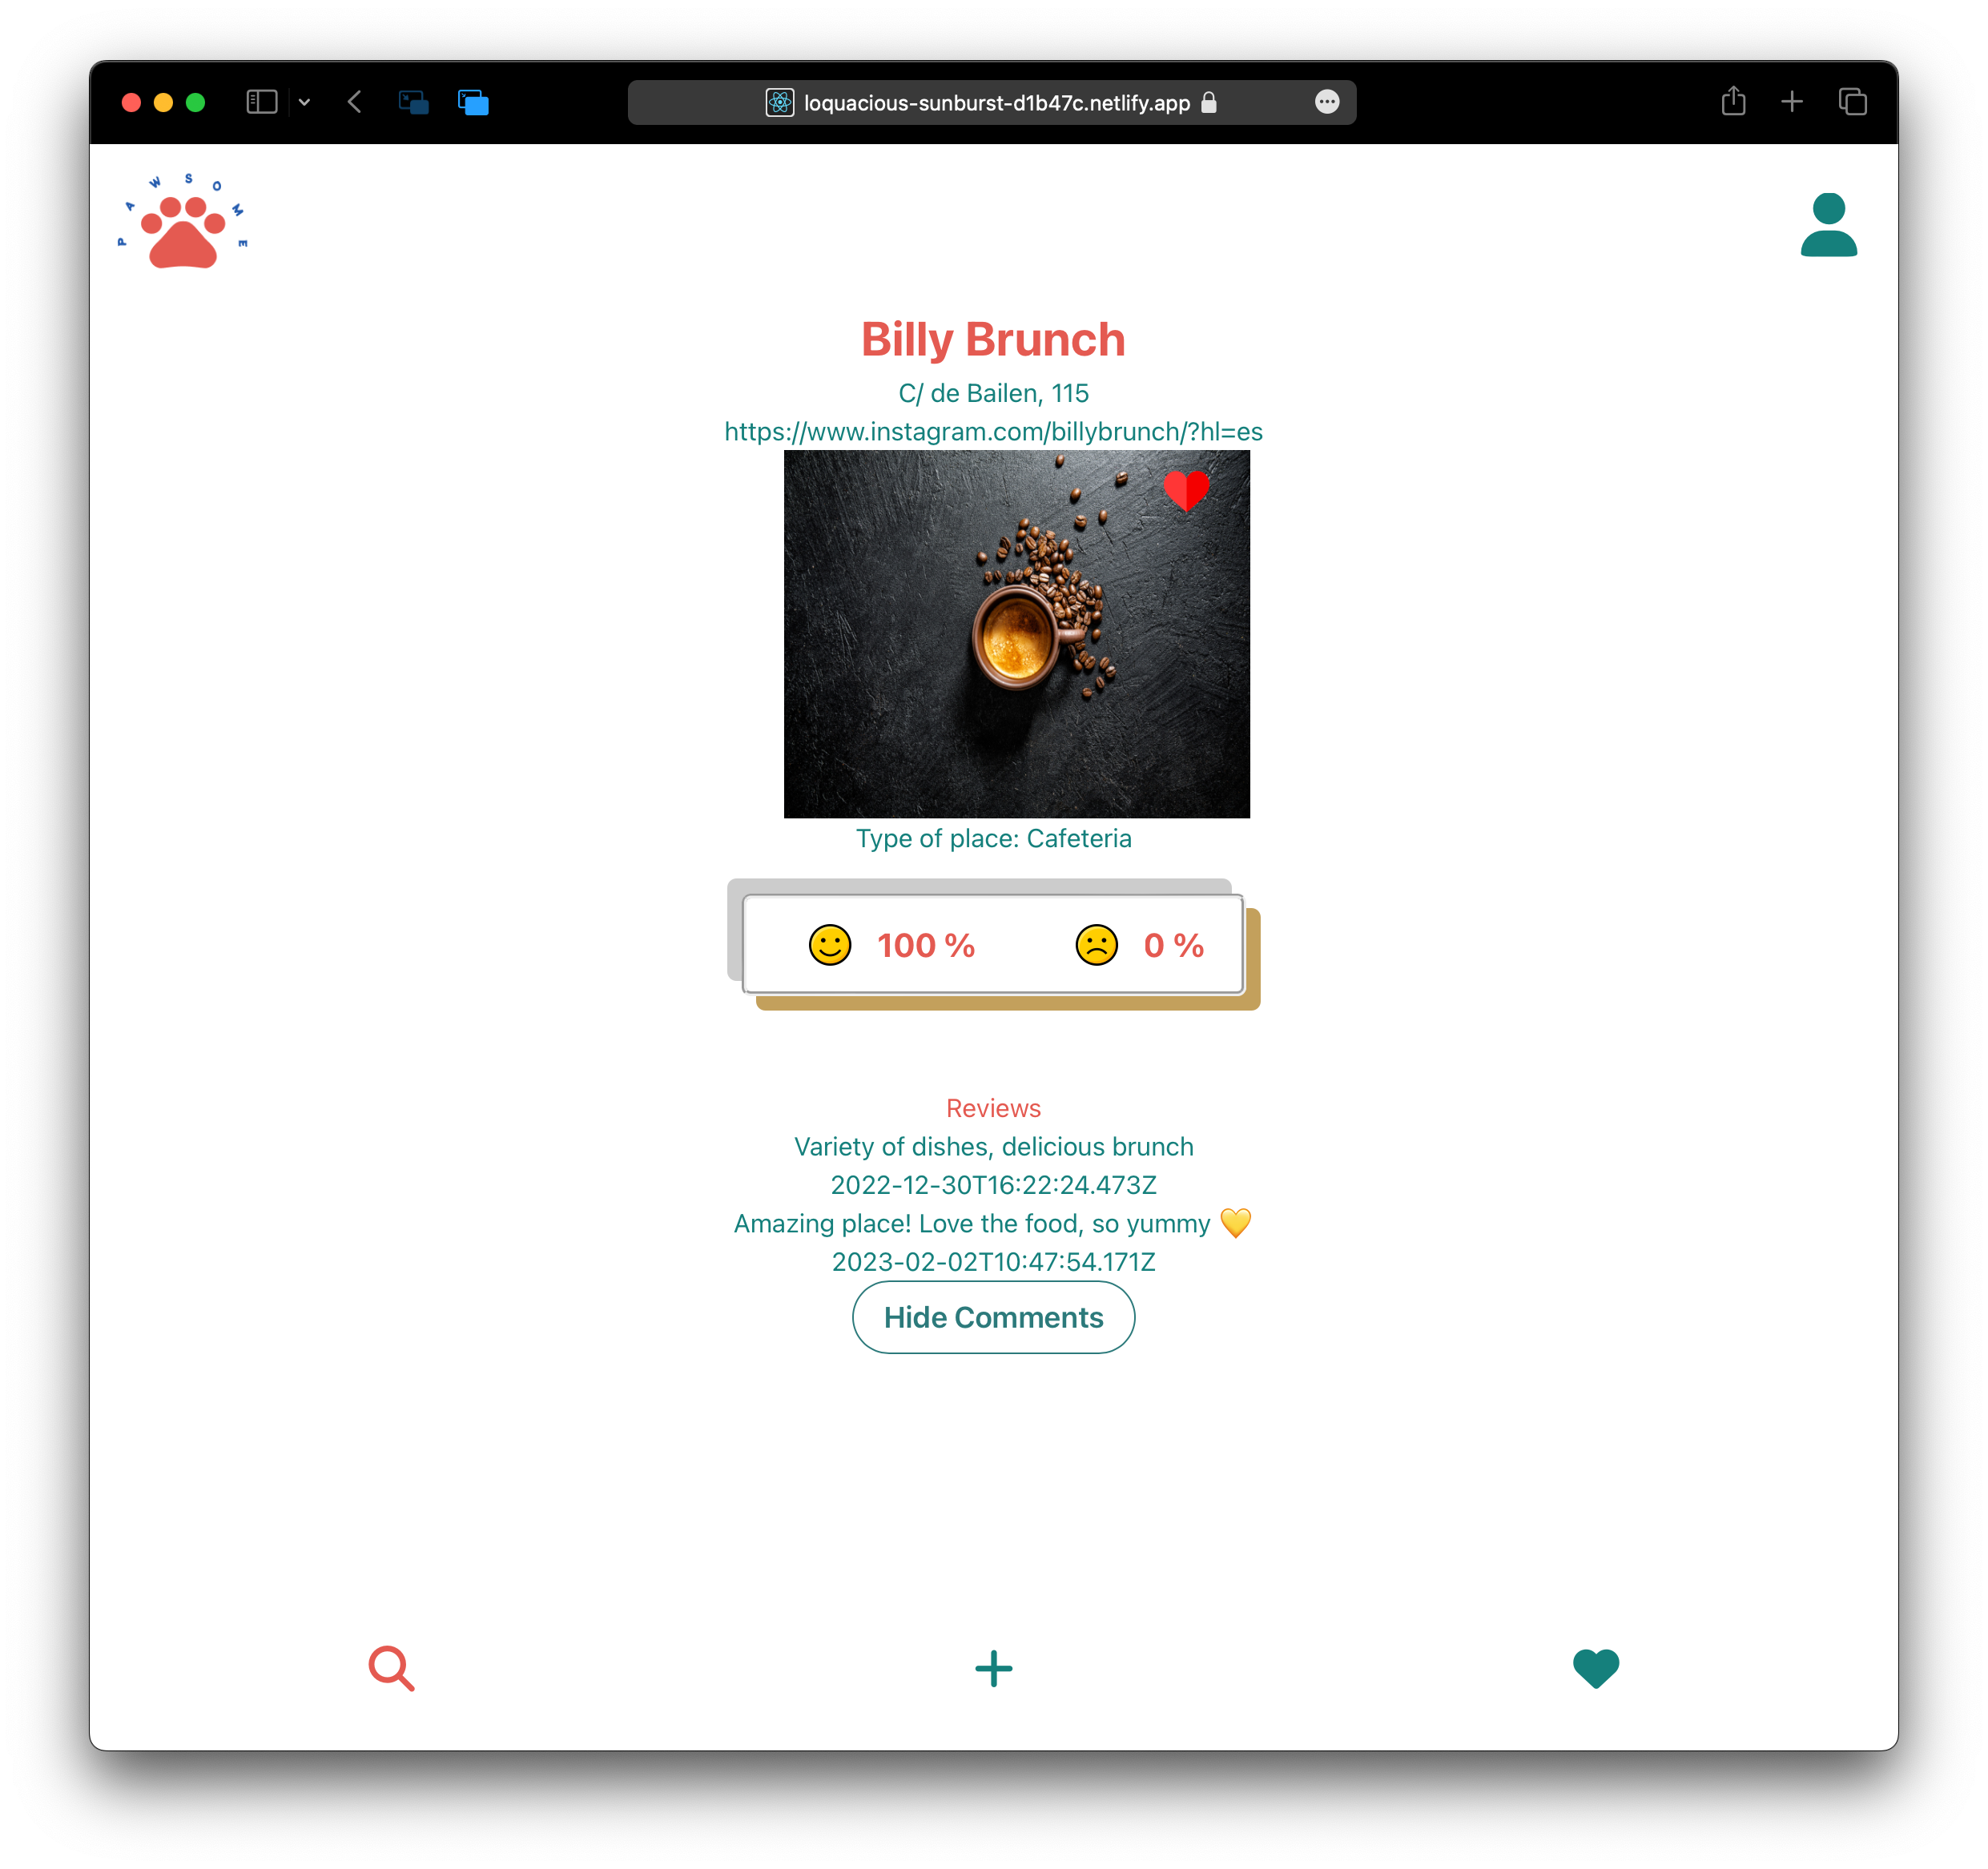 loquacious-sunburst-d1b47c.netlify.app
PAWSOME
Billy Brunch
C/ de Bailen, 115
https://www.instagram.com/billybrunch/?hl=es
Type of place: Cafeteria
100 % 0 %
Reviews
Variety of dishes, delicious brunch
2022-12-30T16:22:24.473Z
Amazing place! Love the food, so yummy 💛
2023-02-02T10:47:54.171Z
Hide Comments